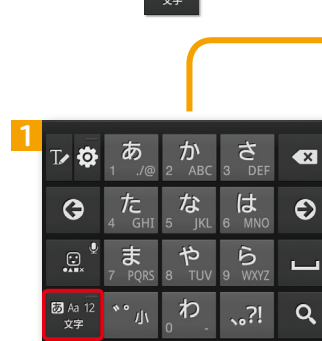 文字
1
あ か さ
1 ./@ 2 ABC 3 DEF
た な は
4 GHI 5 JKL 6 MNO
ま や ら
7 PQRS 8 TUV 9 WXYZ
あ Aa 12
文字
゛゜小 わ 、。?!
0 -